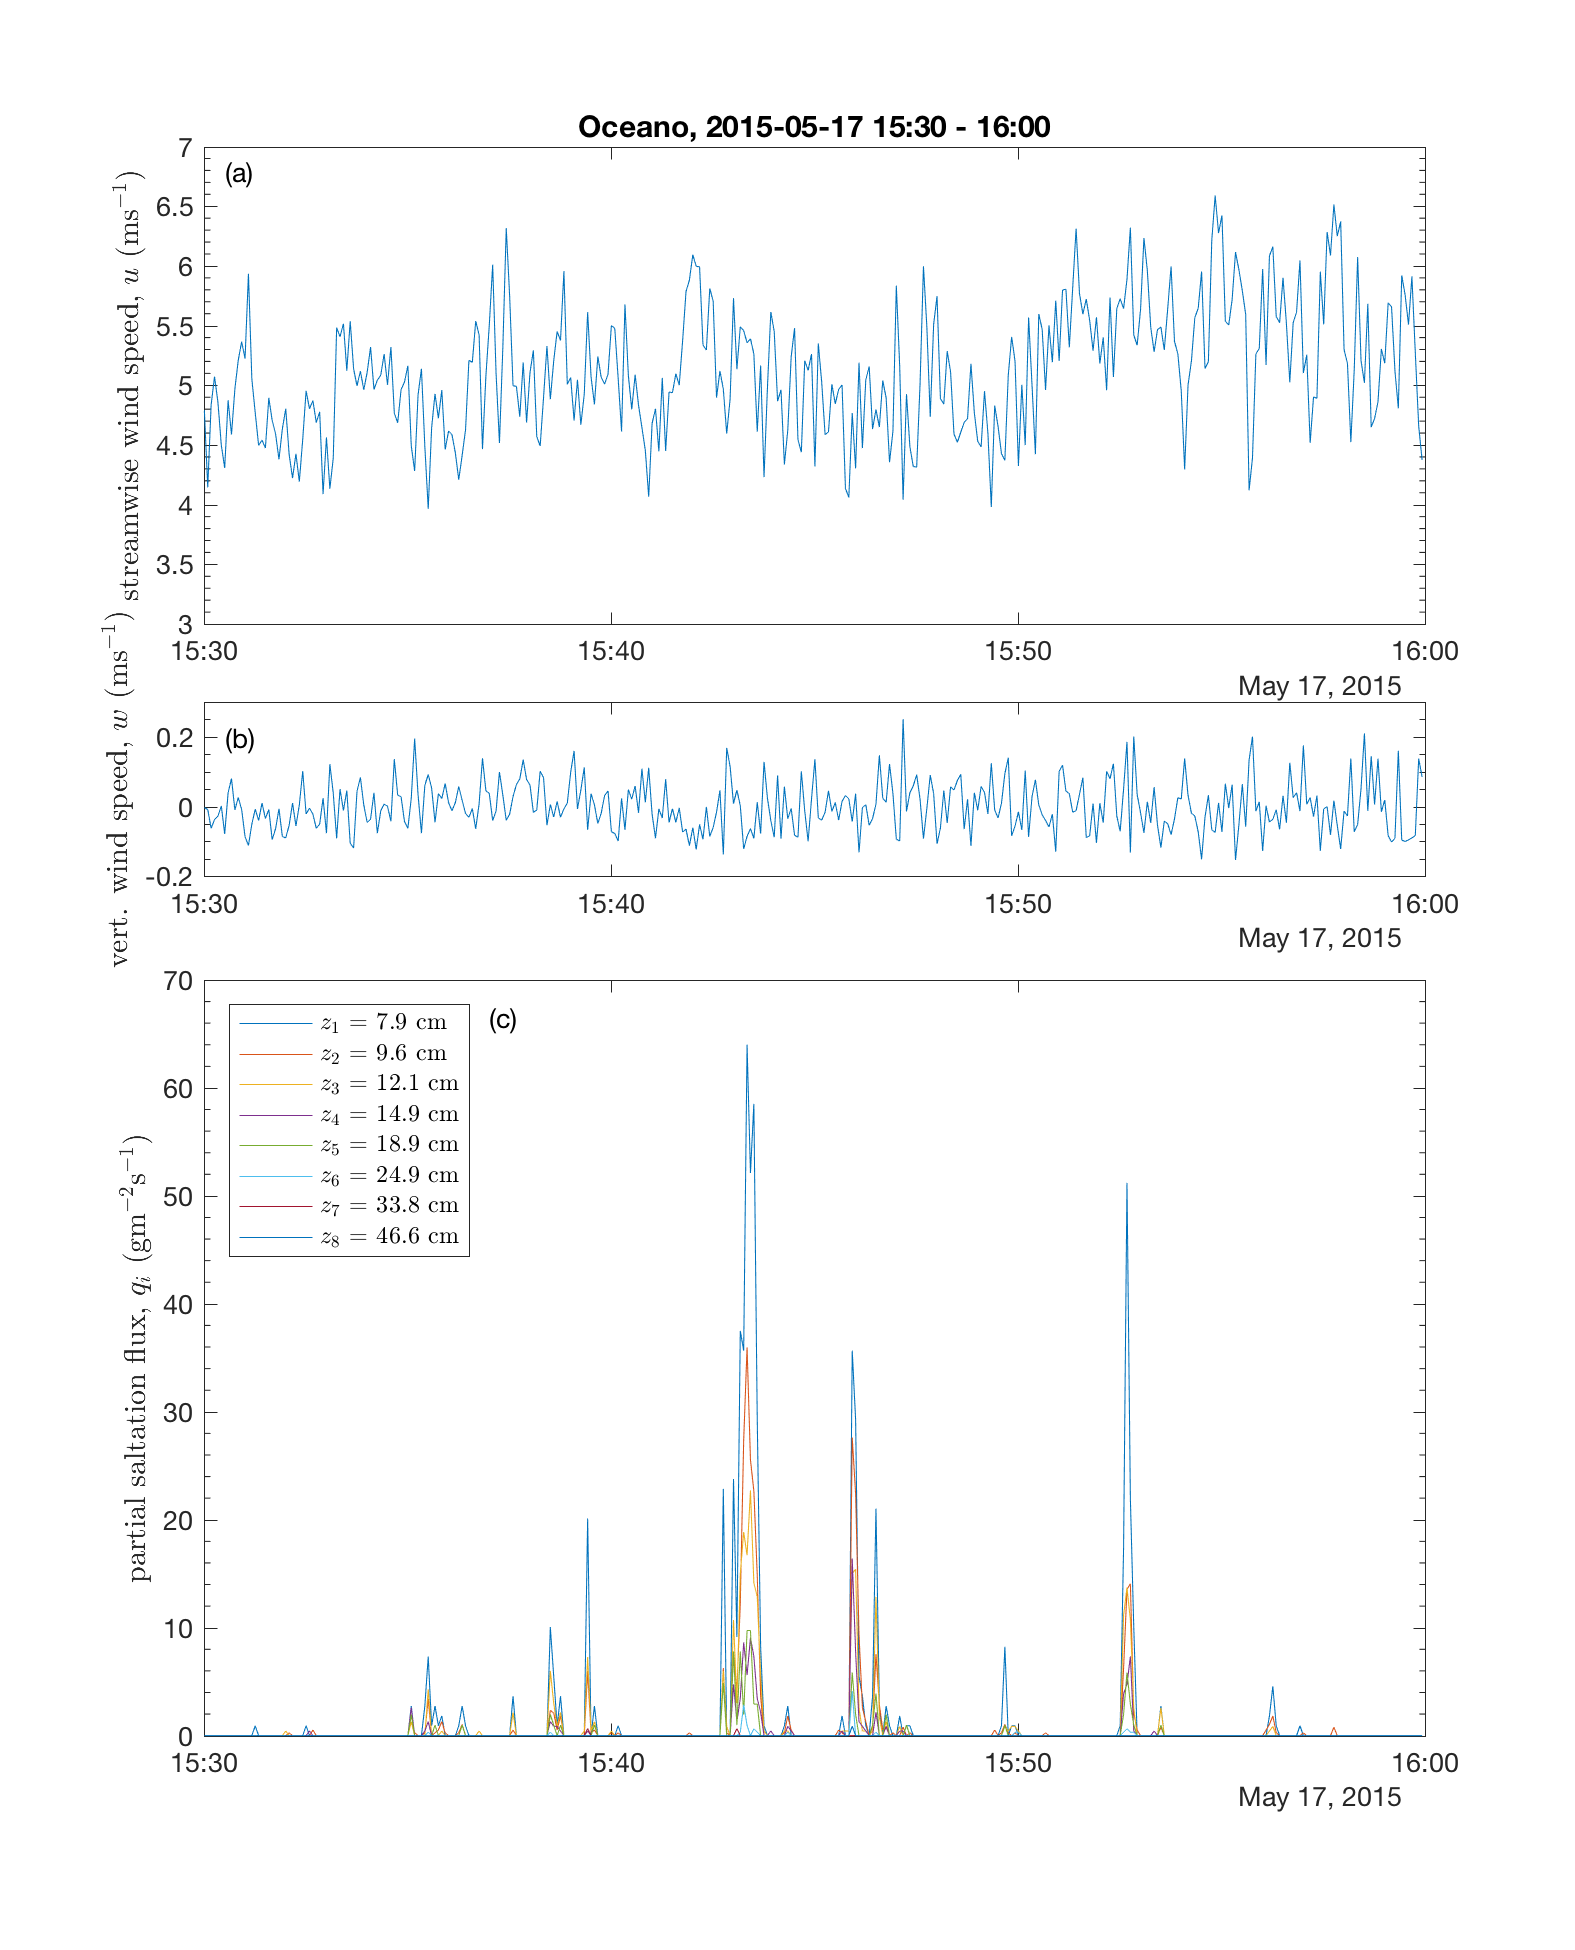 Oceano, 2015-05-17 15:30 - 16:00
(a)
streamwise wind speed, u (ms⁻¹)
7
6.5
6
5.5
5
4.5
4
3.5
3
15:30 15:40 15:50 16:00
May 17, 2015
(b)
vert. wind speed, w (ms⁻¹)
0.2
0
-0.2
15:30 15:40 15:50 16:00
May 17, 2015
(c)
partial saltation flux, qᵢ (gm⁻²s⁻¹)
70
60
50
40
30
20
10
0
z₁ = 7.9 cm
z₂ = 9.6 cm
z₃ = 12.1 cm
z₄ = 14.9 cm
z₅ = 18.9 cm
z₆ = 24.9 cm
z₇ = 33.8 cm
z₈ = 46.6 cm
15:30 15:40 15:50 16:00
May 17, 2015